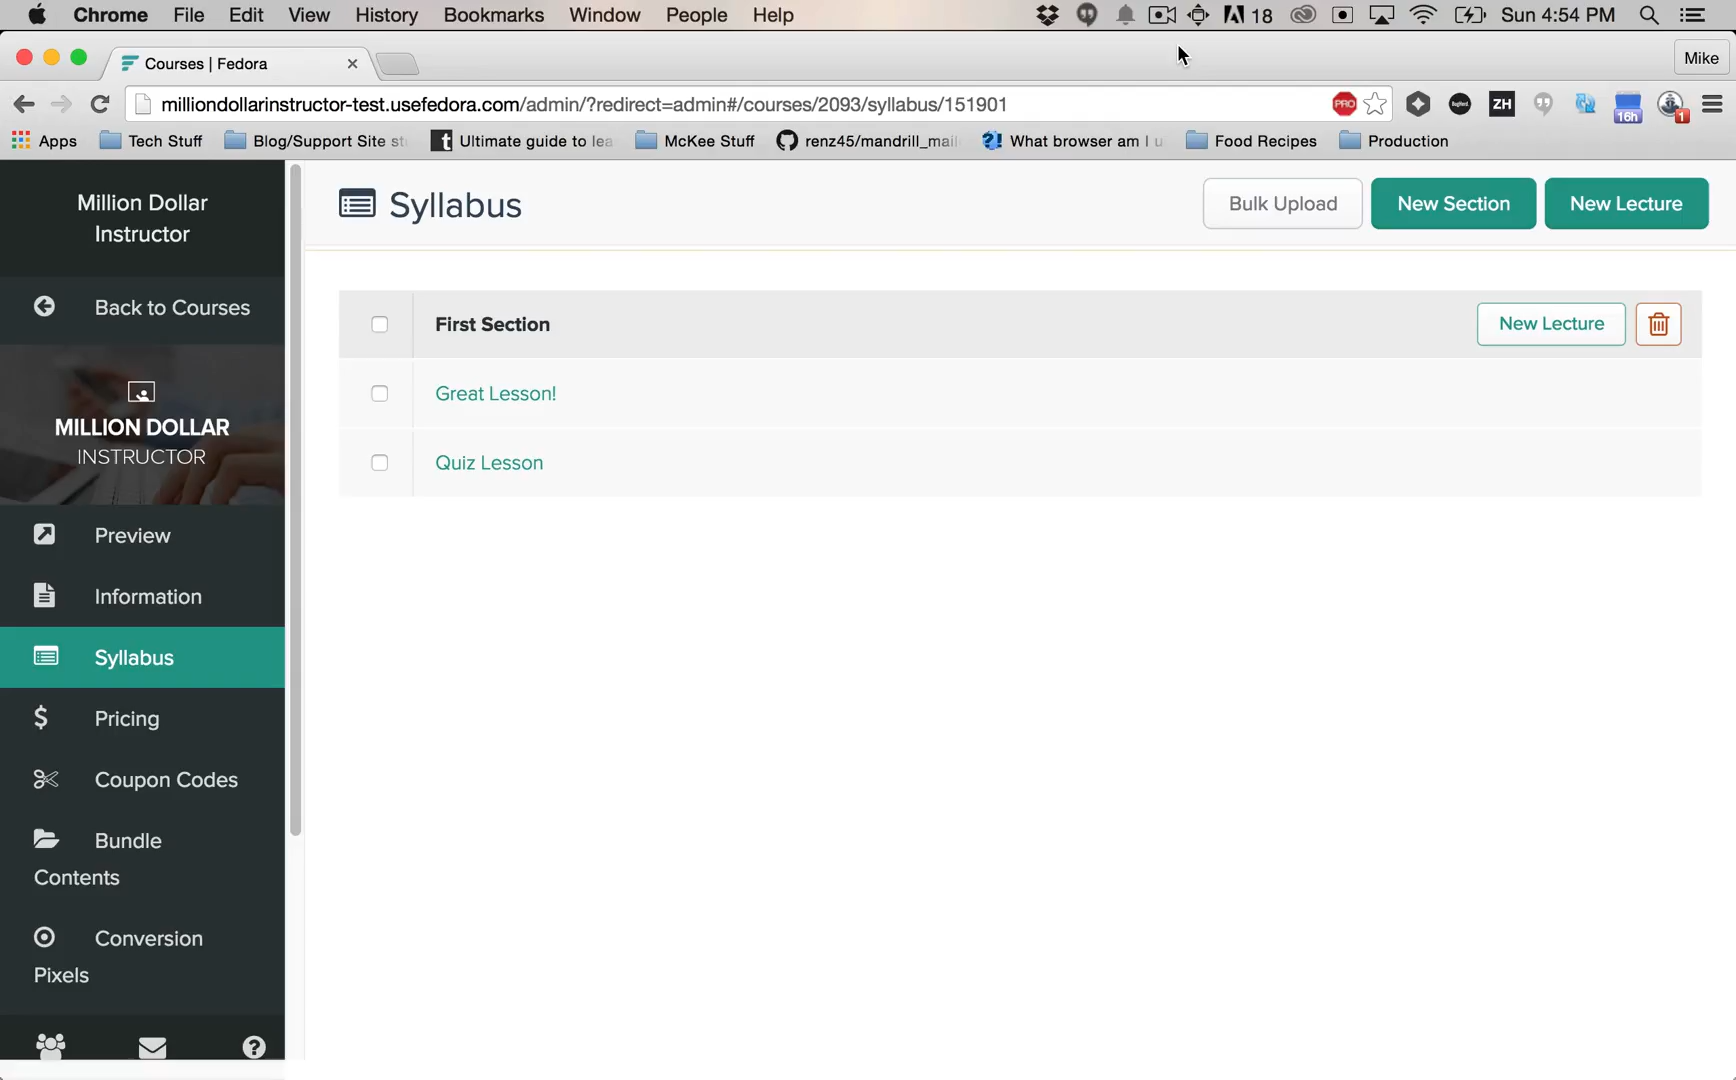 Chrome File Edit View History Bookmarks Window People Help 18 Sun 4:54 PM
Courses | Fedora
Mike
milliondollarinstructor-test.usefedora.com/admin/?redirect=admin#/courses/2093/syllabus/151901
PRO
ZH
16h
1
Apps Tech Stuff Blog/Support Site st t Ultimate guide to lea McKee Stuff renz45/mandrill_mail What browser am I u Food Recipes Production
Million Dollar
Instructor
Back to Courses
MILLION DOLLAR
INSTRUCTOR
Preview
Information
Syllabus
Pricing
Coupon Codes
Bundle
Contents
Conversion
Pixels
Syllabus
Bulk Upload
New Section
New Lecture
First Section
New Lecture
Great Lesson!
Quiz Lesson